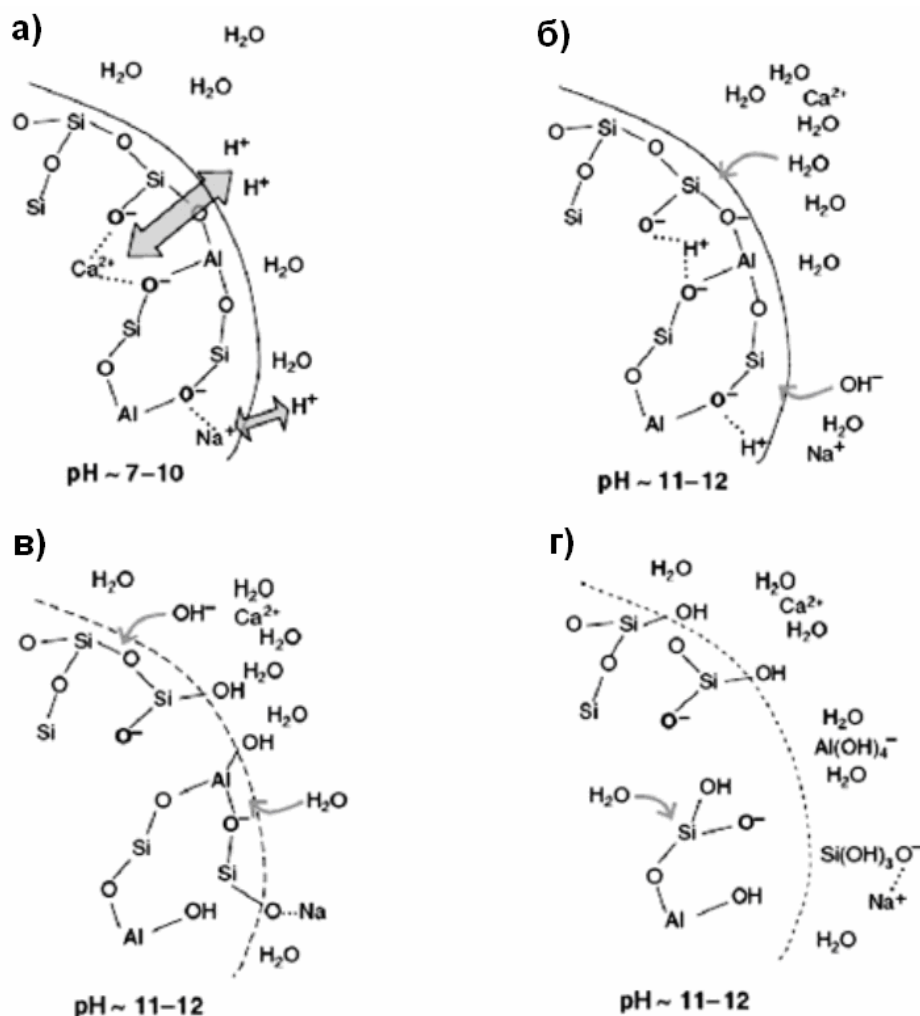 а)
H₂O
H₂O
H₂O
O Si O
H⁺
O Si
H⁺
Si O⁻ O
Ca²⁺ O⁻ Al
H₂O
Si O
O Si
H₂O
Al O⁻
Na⁺ H⁺
pH ~ 7–10
б)
H₂O
H₂O Ca²⁺
O Si O
H₂O
O Si
H₂O
Si O⁻ O⁻
H₂O
H⁺
O⁻ Al
H₂O
Si O
O Si
Al O⁻
OH⁻
H⁺
H₂O
Na⁺
pH ~ 11–12
в)
H₂O
H₂O
OH⁻
Ca²⁺
O Si O
H₂O
O Si OH
H₂O
Si O⁻
H₂O
OH
O Al
H₂O
Si O⁻
O Si
Al OH
O Na
H₂O
pH ~ 11–12
г)
H₂O
H₂O
OH
Ca²⁺
O Si
H₂O
O O Si OH
Si O⁻
H₂O
Al(OH)₄⁻
H₂O
H₂O OH
Si O⁻
Si(OH)₃O⁻
O
Al OH
Na⁺
H₂O
pH ~ 11–12